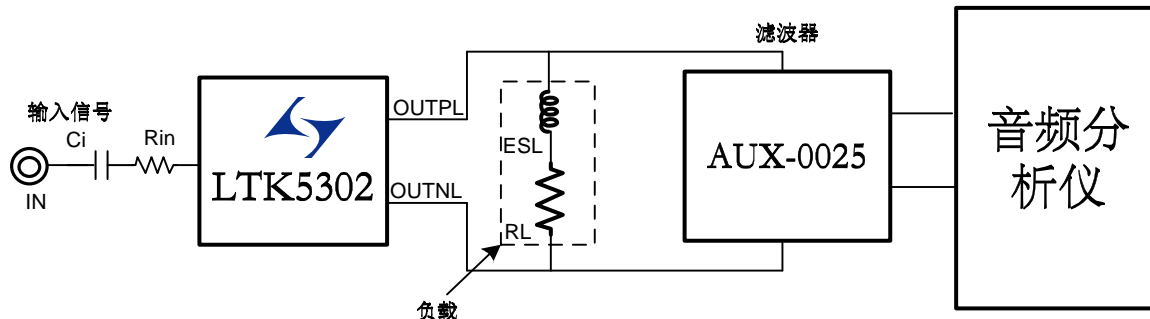 输入信号
Ci
Rin
IN
LTK5302
OUTPL
OUTNL
ESL
RL
负载
滤波器
AUX-0025
音频分
析仪